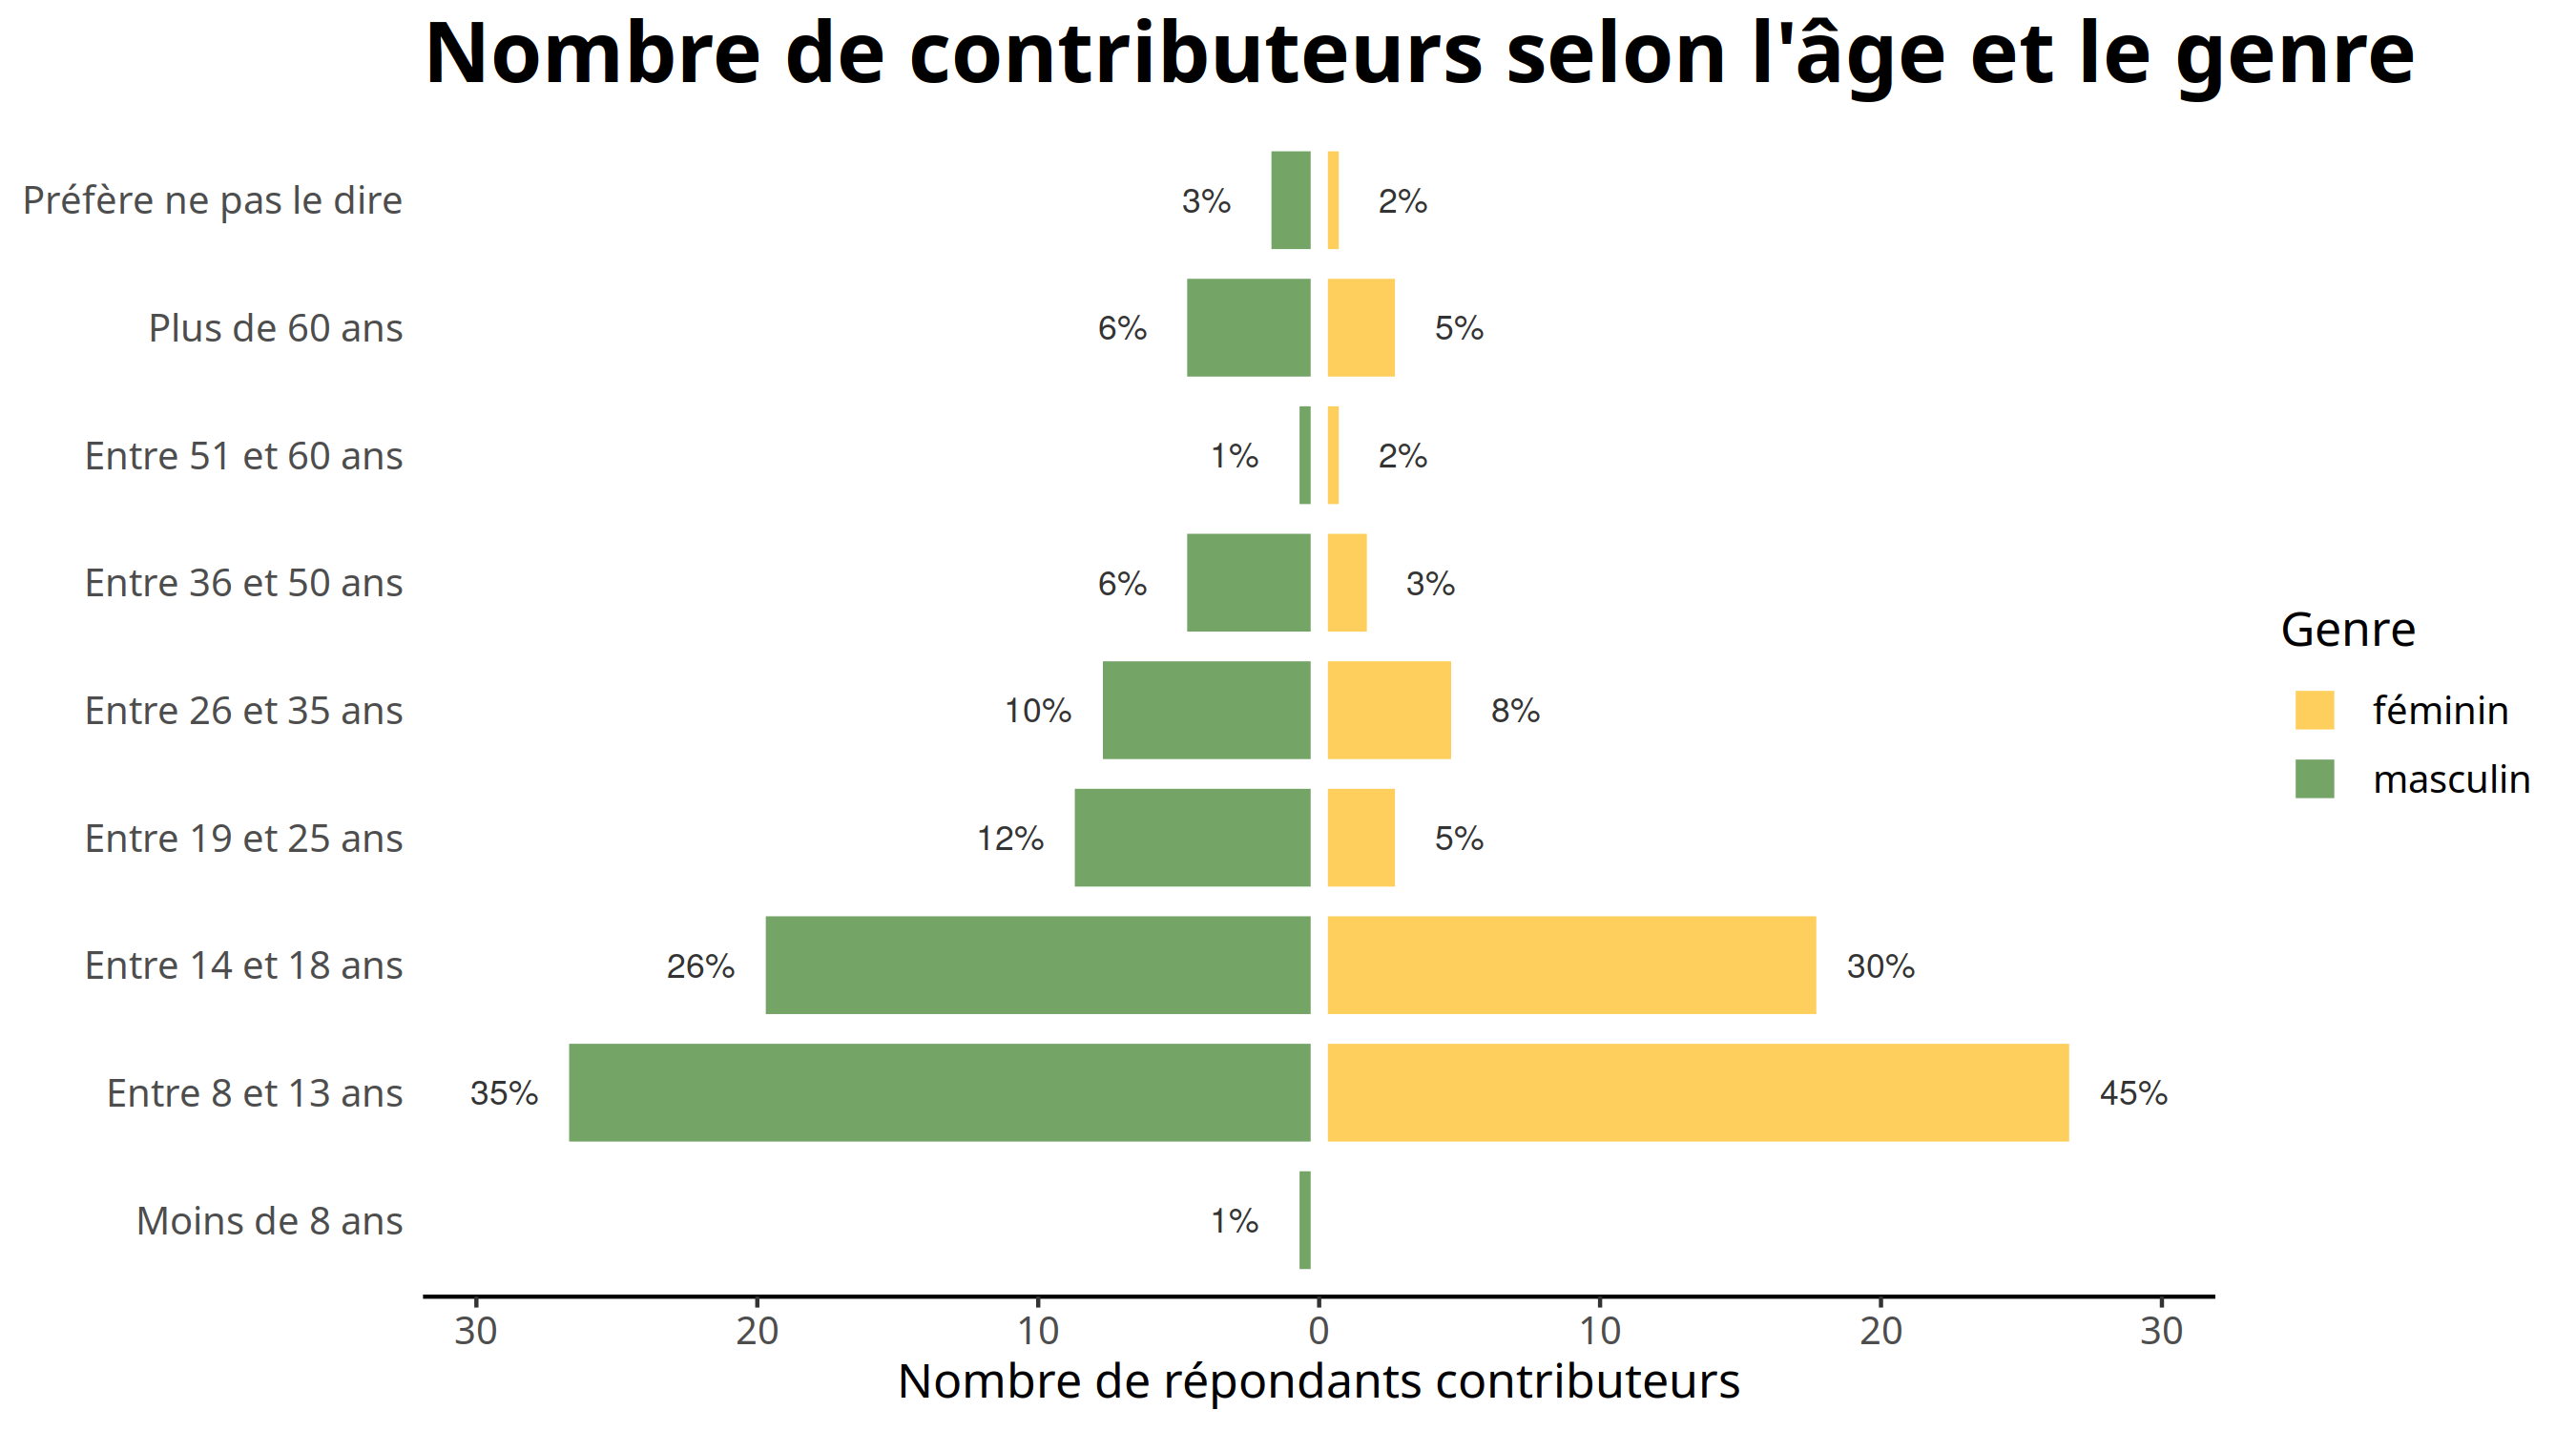 Nombre de contributeurs selon l'âge et le genre
Préfère ne pas le dire 3% 2%
Plus de 60 ans 6% 5%
Entre 51 et 60 ans 1% 2%
Entre 36 et 50 ans 6% 3%
Entre 26 et 35 ans 10% 8%
Entre 19 et 25 ans 12% 5%
Entre 14 et 18 ans 26% 30%
Entre 8 et 13 ans 35% 45%
Moins de 8 ans 1%
30 20 10 0 10 20 30
Nombre de répondants contributeurs
Genre
féminin
masculin